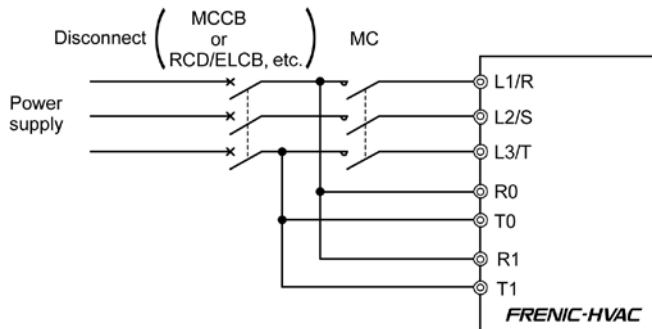 Disconnect
MCCB
or
RCD/ELCB, etc.
MC
Power
supply
L1/R
L2/S
L3/T
R0
T0
R1
T1
FRENIC-HVAC